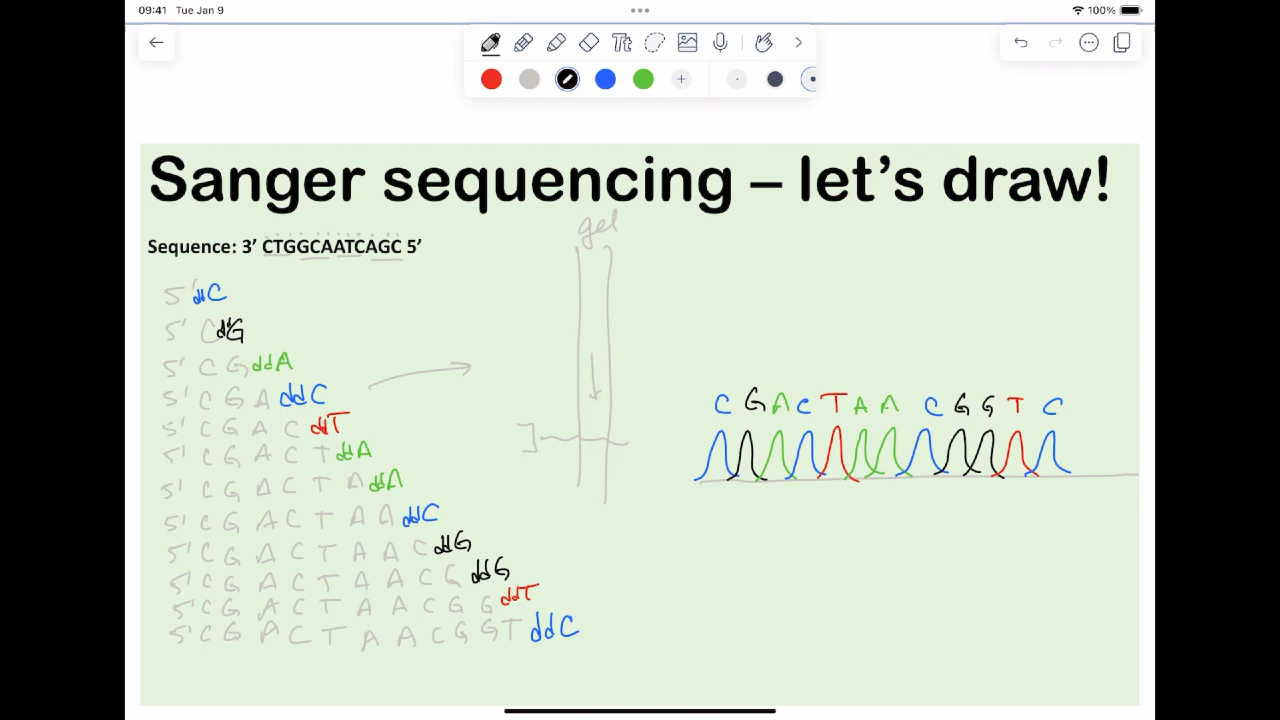 09:41 Tue Jan 9
100%
Tt
Sanger sequencing – let's draw!
gel
Sequence: 3' CTGGCAATCAGC 5'
5' ddC
5' C ddG
5' C G ddA
5' C G A ddC
5' C G A C ddT
5' C G A C T ddA
5' C G A C T A ddA
5' C G A C T A A ddC
5' C G A C T A A C ddG
5' C G A C T A A C G ddG
5' C G A C T A A C G G ddT
5' C G A C T A A C G G T ddC
C G A C T A A C G G T C